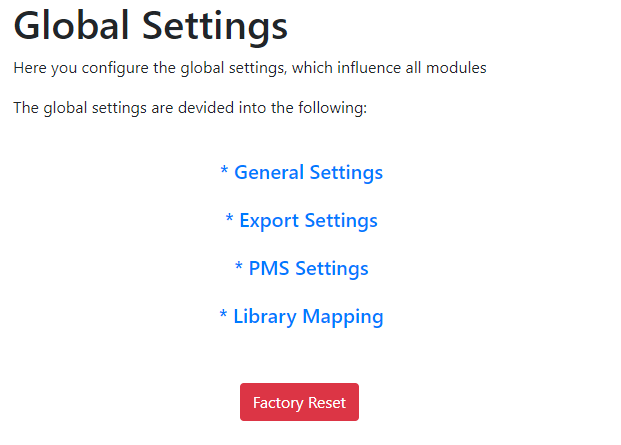 Global Settings
Here you configure the global settings, which influence all modules
The global settings are devided into the following:
* General Settings
* Export Settings
* PMS Settings
* Library Mapping
Factory Reset